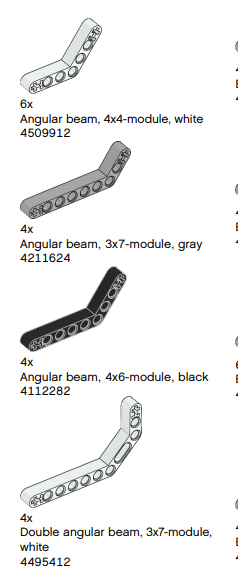 6x
Angular beam, 4x4-module, white
4509912
4x
Angular beam, 3x7-module, gray
4211624
4x
Angular beam, 4x6-module, black
4112282
4x
Double angular beam, 3x7-module,
white
4495412